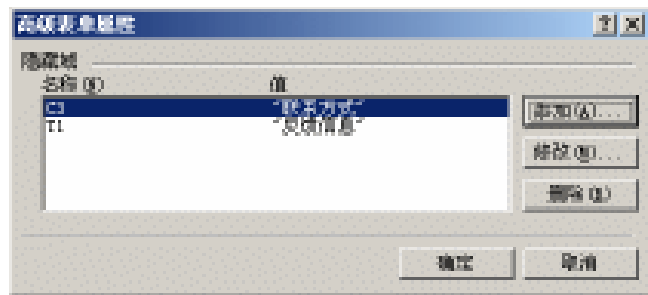 高级表单属性
隐藏域
名称(N) 值
C3 "联系方式"
T1 "反馈信息"
添加(A)...
修改(M)...
删除(R)
确定 取消